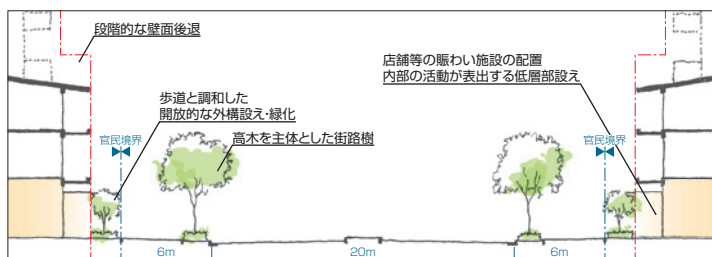 段階的な壁面後退
店舗等の賑わい施設の配置
内部の活動が表出する低層部設え
歩道と調和した
開放的な外構設え・緑化
高木を主体とした街路樹
官民境界
官民境界
6m
20m
6m